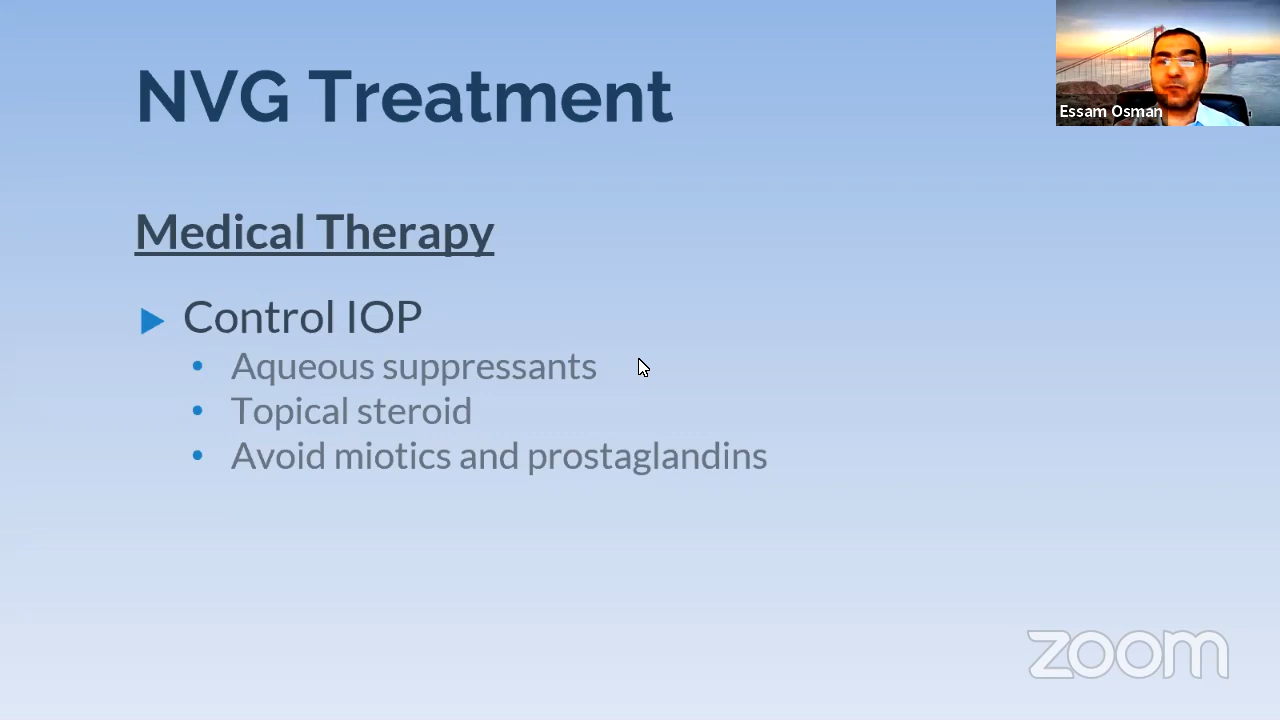 NVG Treatment
Essam Osman
Medical Therapy
Control IOP
Aqueous suppressants
Topical steroid
Avoid miotics and prostaglandins
zoom